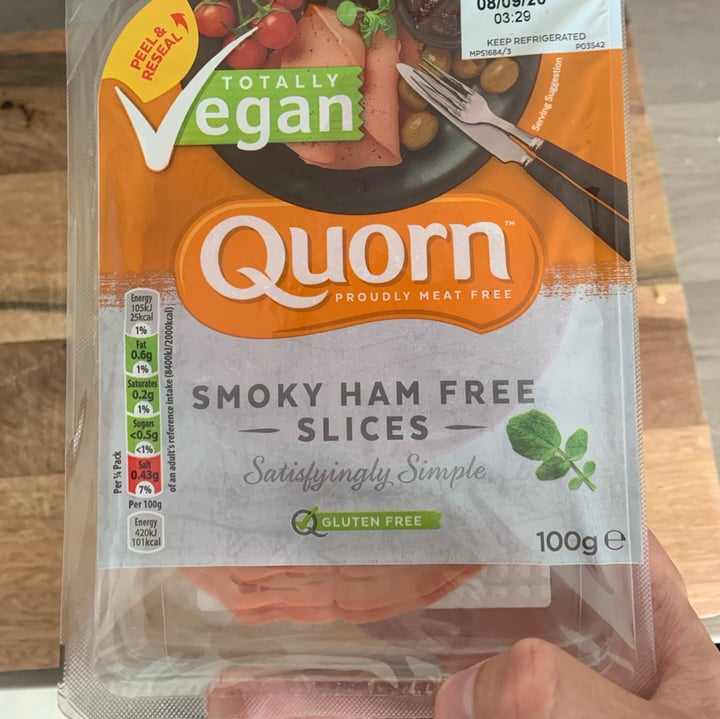 08/09/20
03:29
KEEP REFRIGERATED
MPS1684/3 P03542
PEEL &
RESEAL
Serving Suggestion
TOTALLY
Vegan
Quorn™
PROUDLY MEAT FREE
SMOKY HAM FREE
SLICES
Satisfyingly Simple
GLUTEN FREE
100g e
Per ¼ Pack
Energy
105kJ
25kcal
1%
Fat
0.6g
1%
Saturates
0.2g
1%
Sugars
<0.5g
<1%
Salt
0.43g
7%
of an adult's reference intake (8400kJ/2000kcal)
Per 100g
Energy
420kJ
101kcal